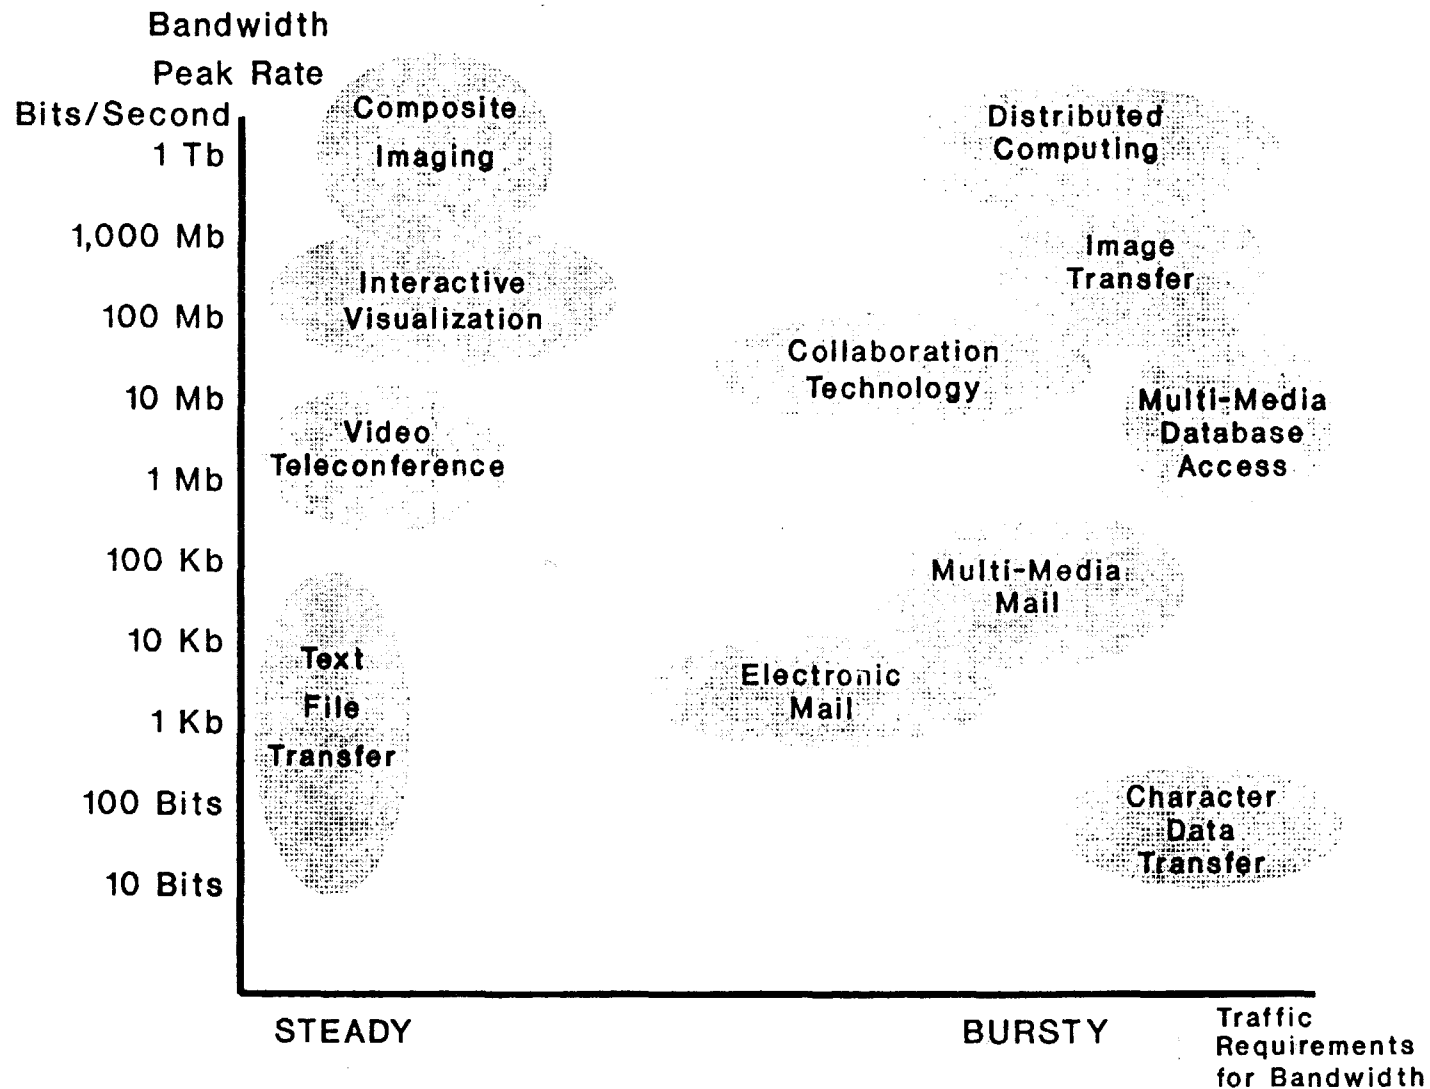 Bandwidth
Peak Rate
Bits/Second
1 Tb
1,000 Mb
100 Mb
10 Mb
1 Mb
100 Kb
10 Kb
1 Kb
100 Bits
10 Bits
Composite
Imaging
Interactive
Visualization
Video
Teleconference
Text
File
Transfer
Distributed
Computing
Image
Transfer
Collaboration
Technology
Multi-Media
Database
Access
Multi-Media
Mail
Electronic
Mail
Character
Data
Transfer
STEADY
BURSTY
Traffic
Requirements
for Bandwidth